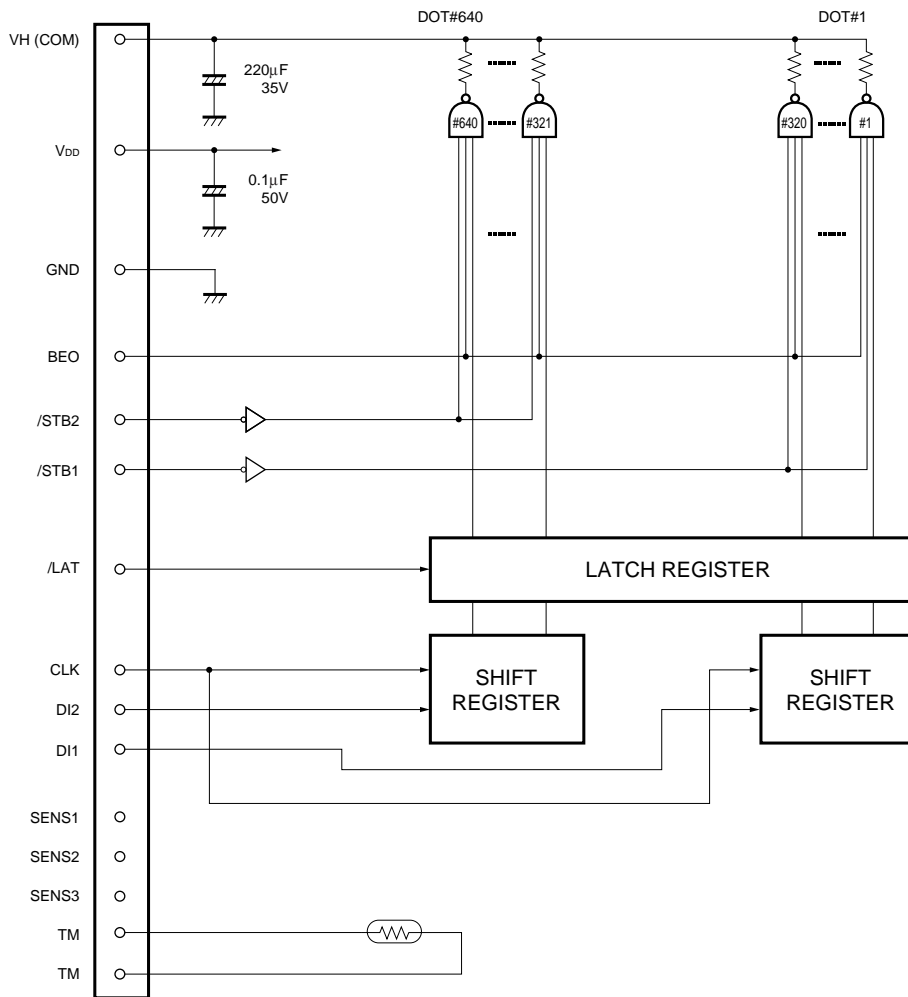 DOT#640
DOT#1
VH (COM)
220μF
35V
#640
#321
#320
#1
VDD
0.1μF
50V
GND
BEO
/STB2
/STB1
/LAT
LATCH REGISTER
CLK
SHIFT
REGISTER
SHIFT
REGISTER
DI2
DI1
SENS1
SENS2
SENS3
TM
TM